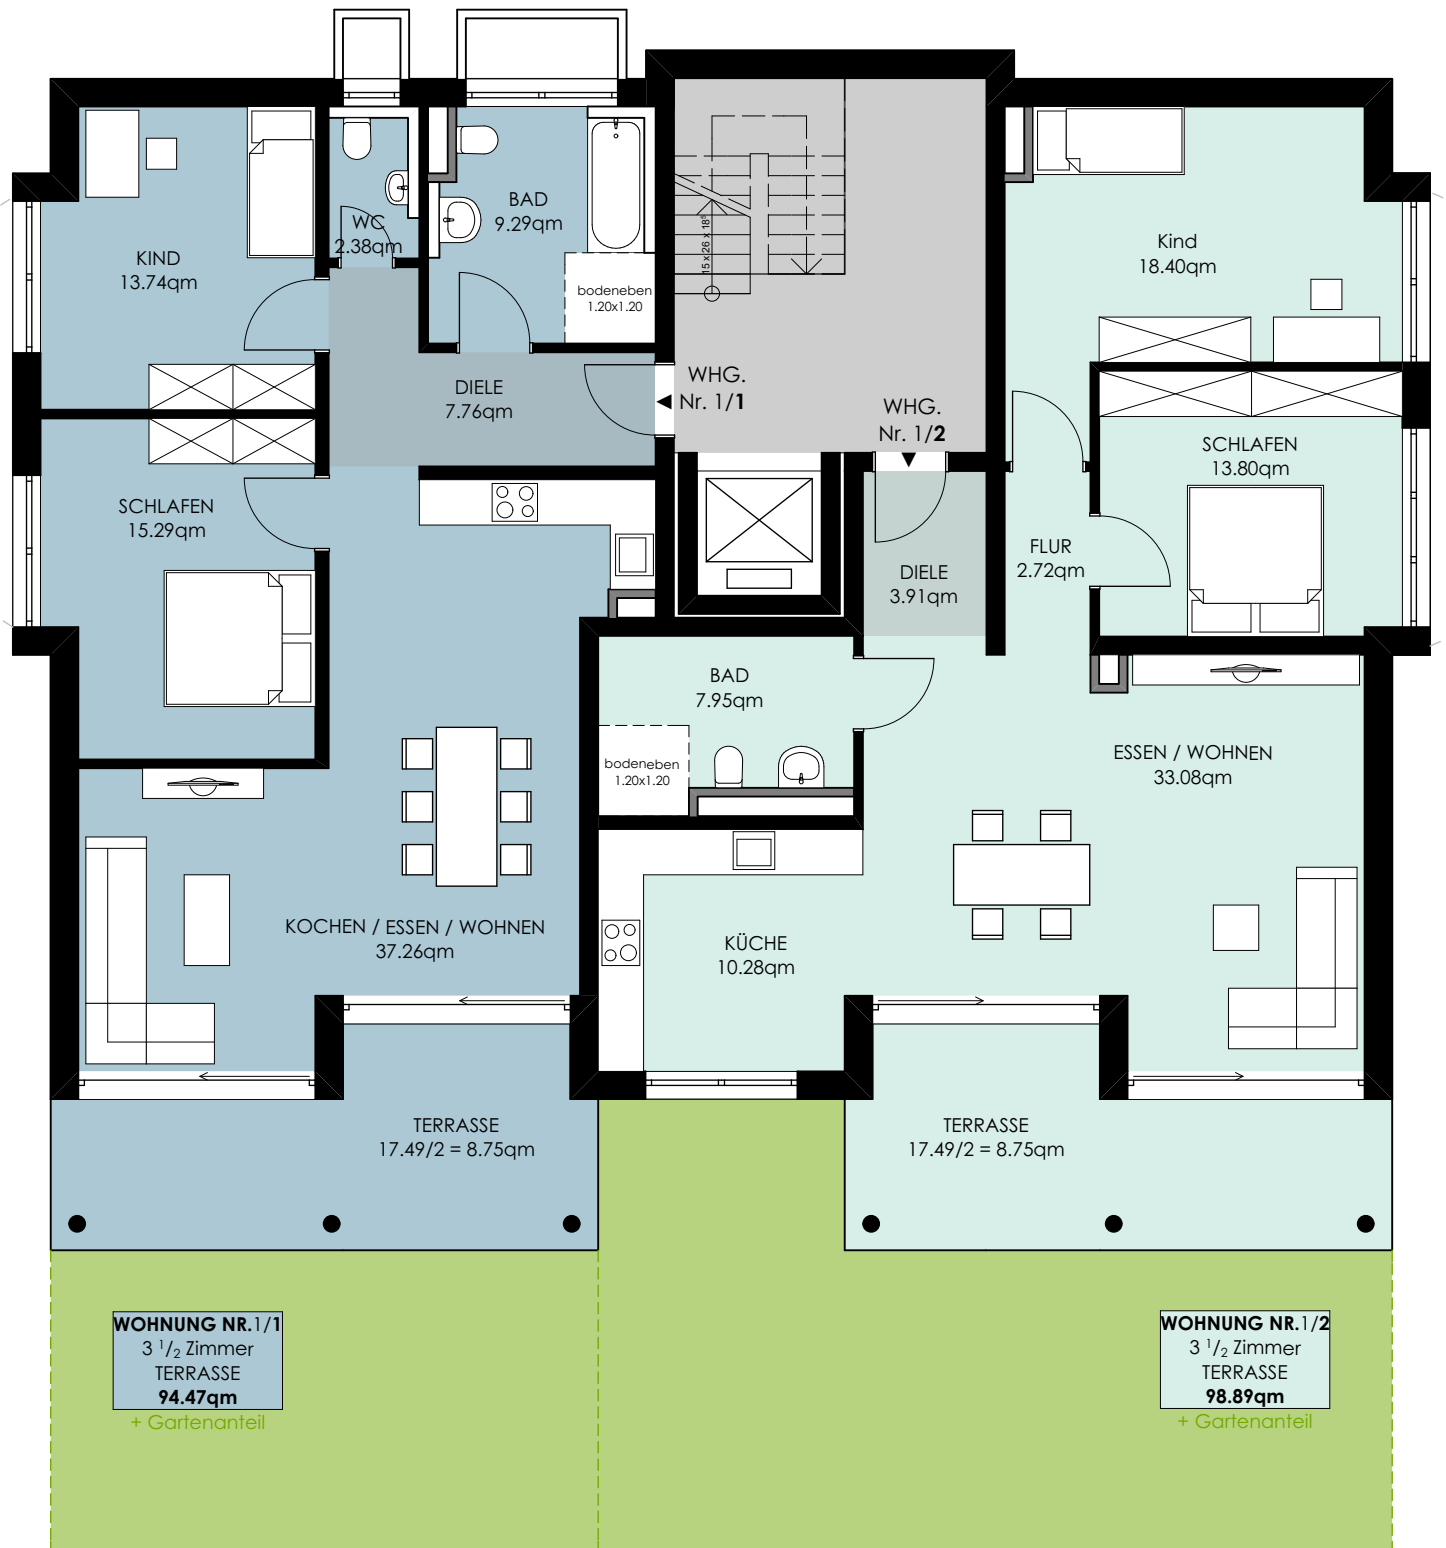 KIND
13.74qm
WC
2.38qm
BAD
9.29qm
bodeneben
1.20x1.20
15 x 26 x 18⁵
Kind
18.40qm
DIELE
7.76qm
WHG.
Nr. 1/1
WHG.
Nr. 1/2
SCHLAFEN
13.80qm
SCHLAFEN
15.29qm
FLUR
2.72qm
DIELE
3.91qm
BAD
7.95qm
bodeneben
1.20x1.20
ESSEN / WOHNEN
33.08qm
KOCHEN / ESSEN / WOHNEN
37.26qm
KÜCHE
10.28qm
TERRASSE
17.49/2 = 8.75qm
TERRASSE
17.49/2 = 8.75qm
WOHNUNG NR.1/1
3 1/2 Zimmer
TERRASSE
94.47qm
+ Gartenanteil
WOHNUNG NR.1/2
3 1/2 Zimmer
TERRASSE
98.89qm
+ Gartenanteil